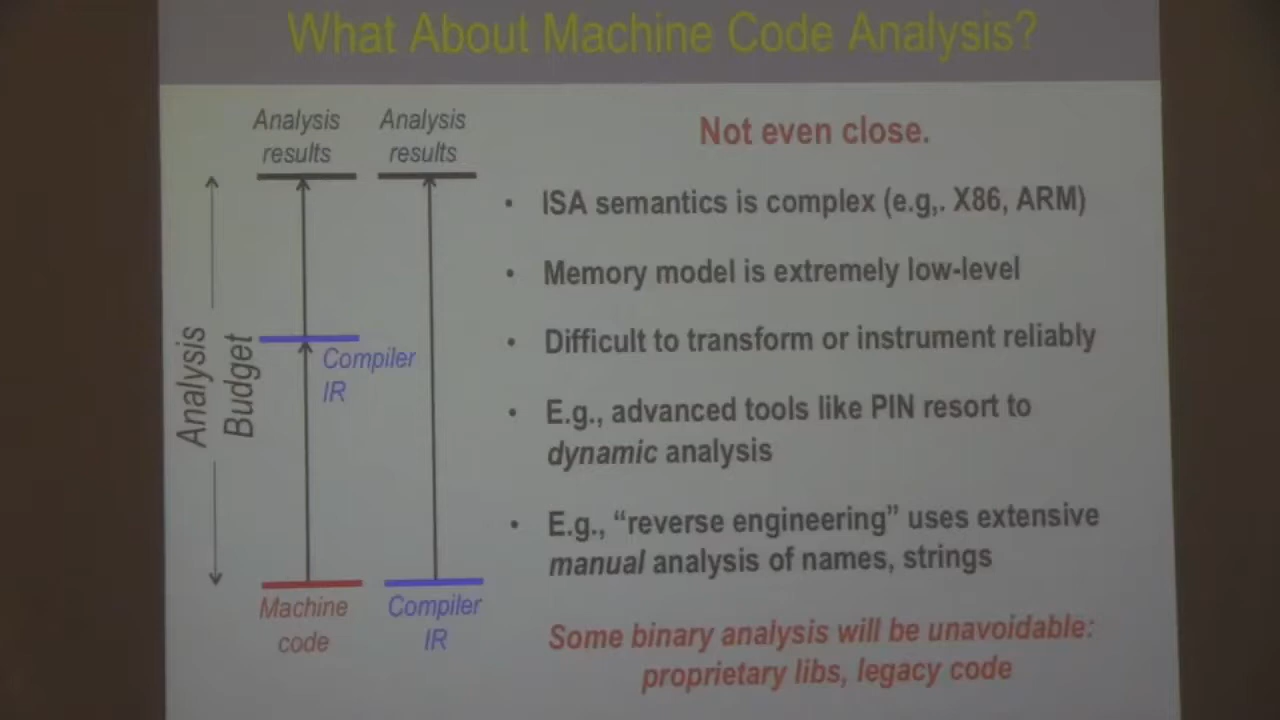 What About Machine Code Analysis?
Analysis
results
Analysis
results
Analysis
Budget
Compiler
IR
Machine
code
Compiler
IR
Not even close.
• ISA semantics is complex (e.g,. X86, ARM)
• Memory model is extremely low-level
• Difficult to transform or instrument reliably
• E.g., advanced tools like PIN resort to
dynamic analysis
• E.g., “reverse engineering” uses extensive
manual analysis of names, strings
Some binary analysis will be unavoidable:
proprietary libs, legacy code